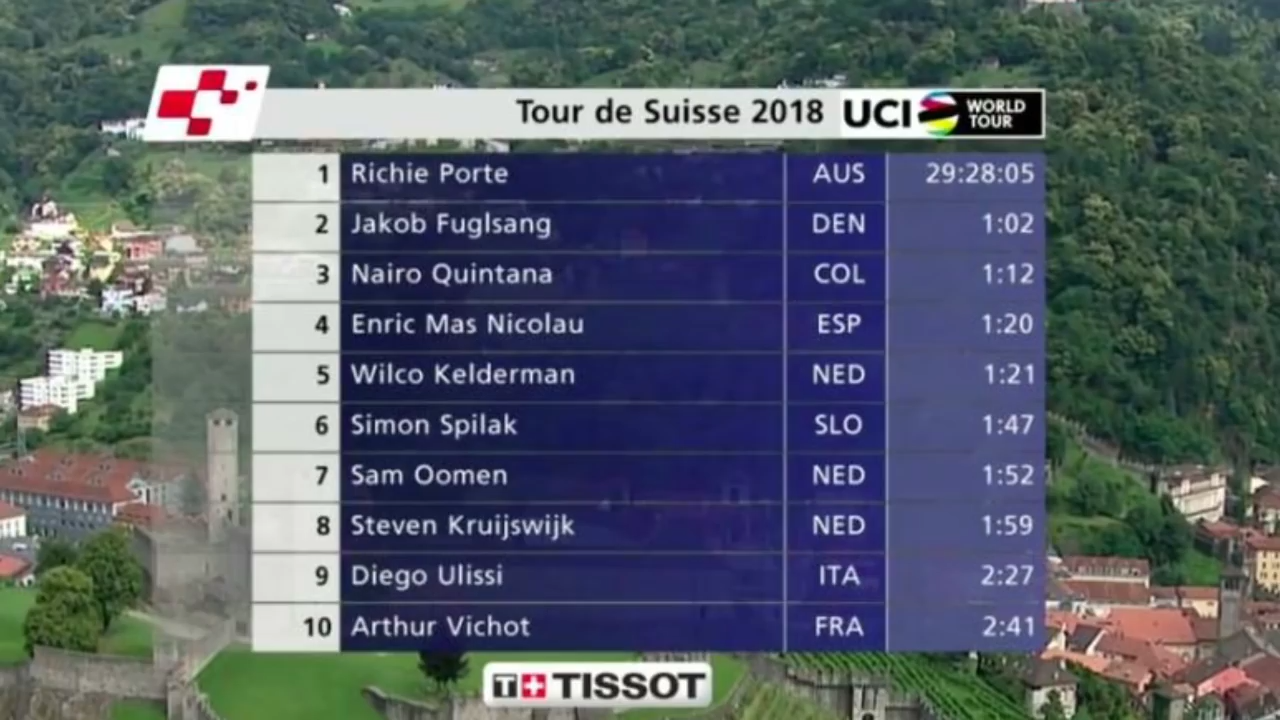 Tour de Suisse 2018 UCI WORLD TOUR
1 Richie Porte AUS 29:28:05
2 Jakob Fuglsang DEN 1:02
3 Nairo Quintana COL 1:12
4 Enric Mas Nicolau ESP 1:20
5 Wilco Kelderman NED 1:21
6 Simon Spilak SLO 1:47
7 Sam Oomen NED 1:52
8 Steven Kruijswijk NED 1:59
9 Diego Ulissi ITA 2:27
10 Arthur Vichot FRA 2:41
T+ TISSOT